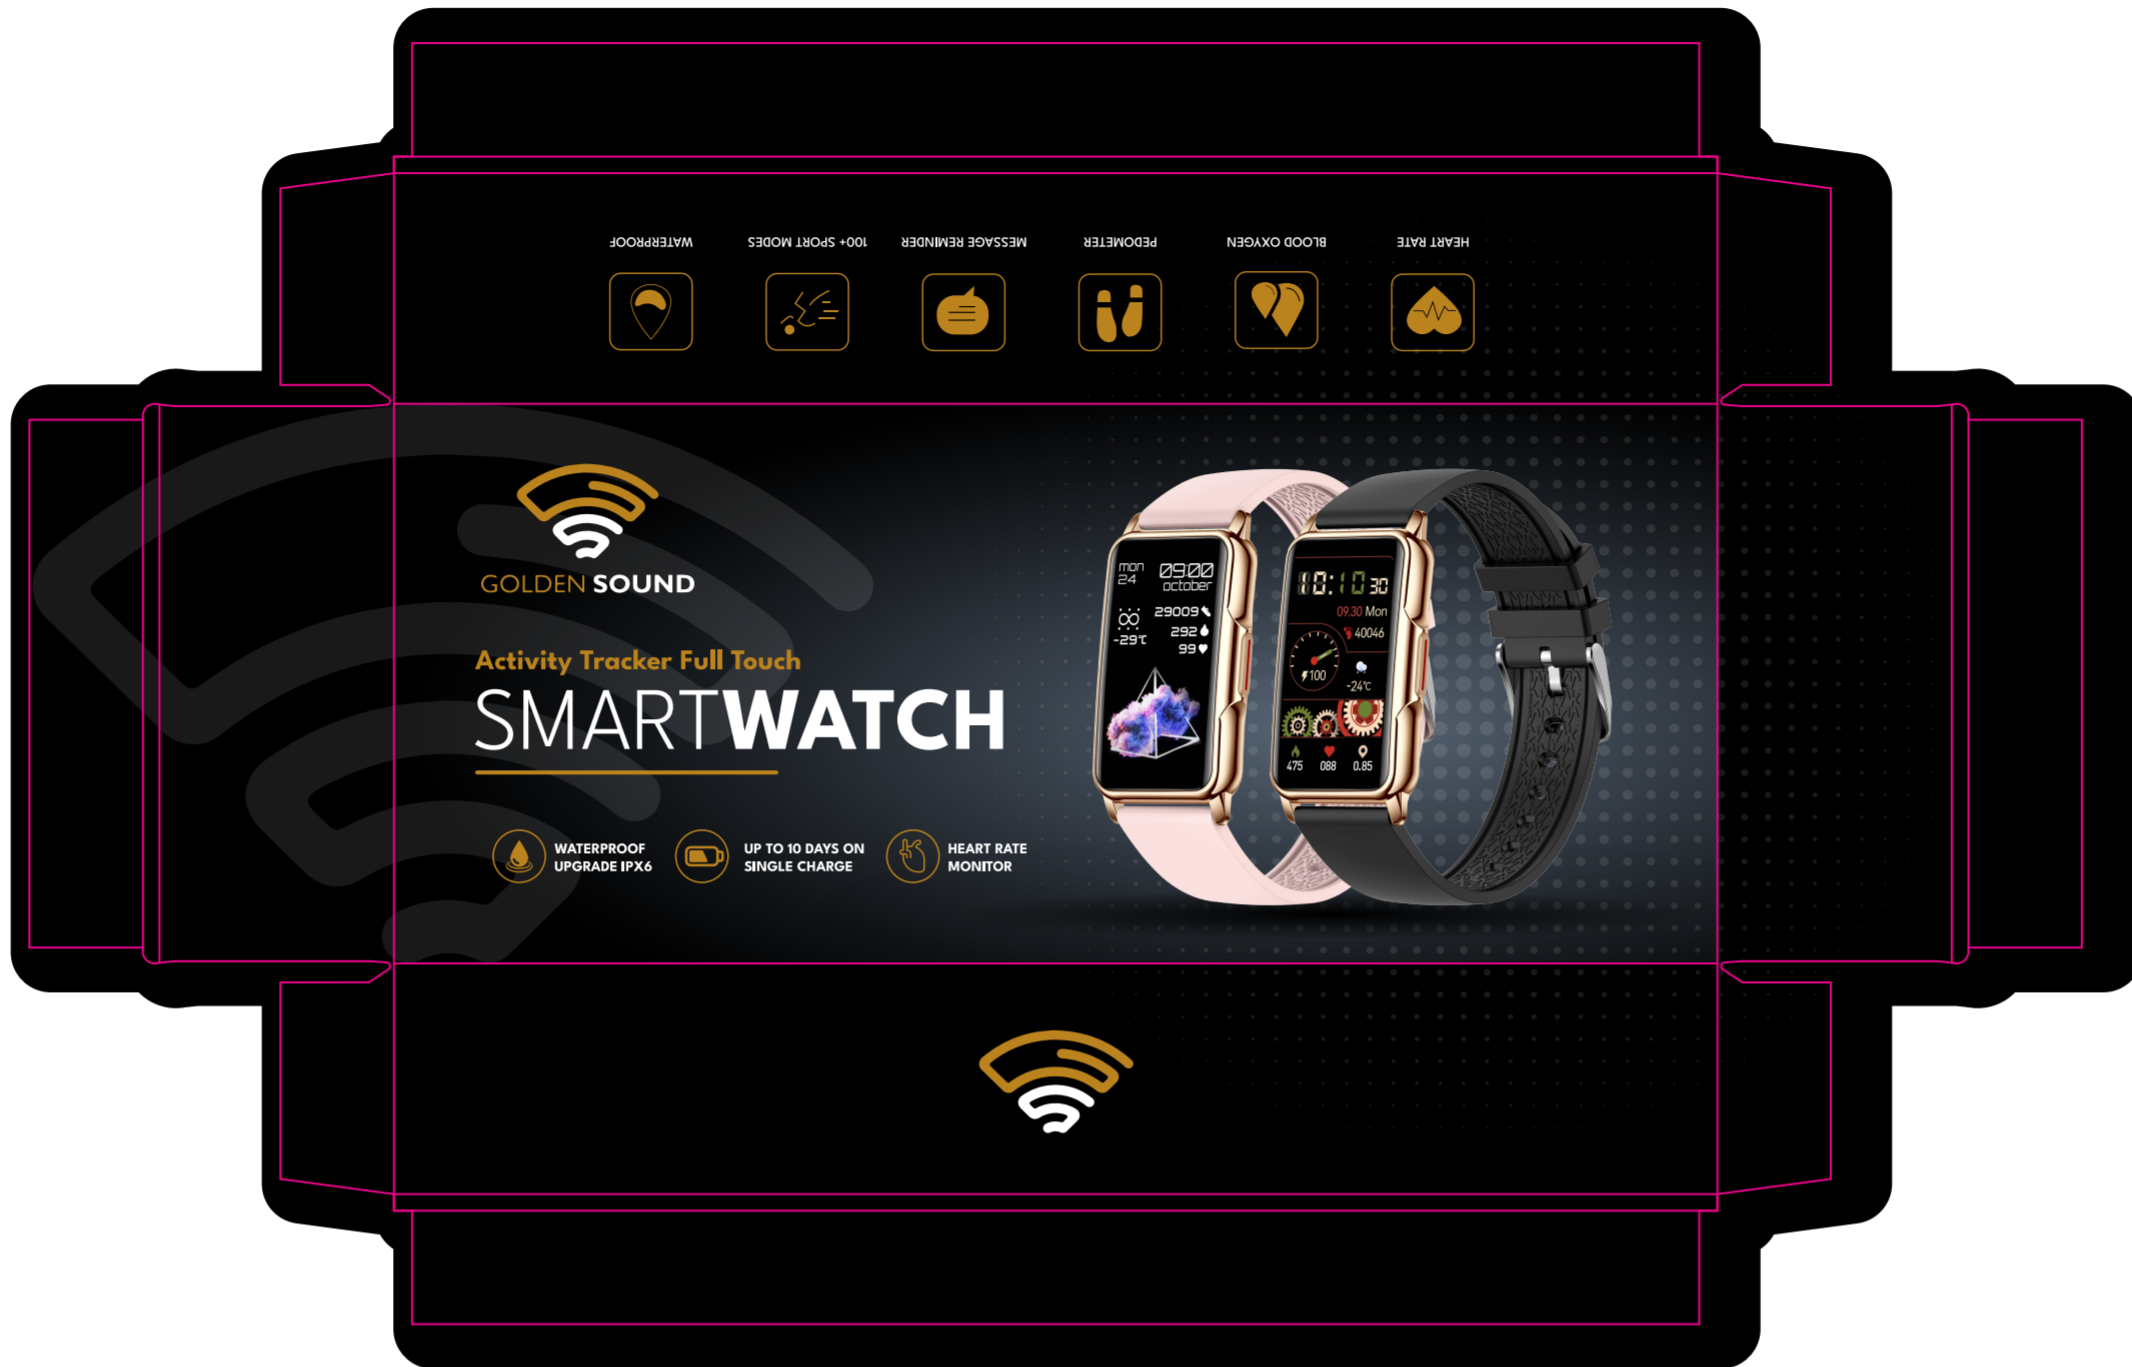 WATERPROOF
100+ SPORT MODES
MESSAGE REMINDER
PEDOMETER
BLOOD OXYGEN
HEART RATE
GOLDEN SOUND
Activity Tracker Full Touch
SMARTWATCH
WATERPROOF
UPGRADE IPX6
UP TO 10 DAYS ON
SINGLE CHARGE
HEART RATE
MONITOR
mon
24
09:00
october
29009
292
99
-29℃
10:10 30
09.30 Mon
40046
100
-24℃
475 088 0.85